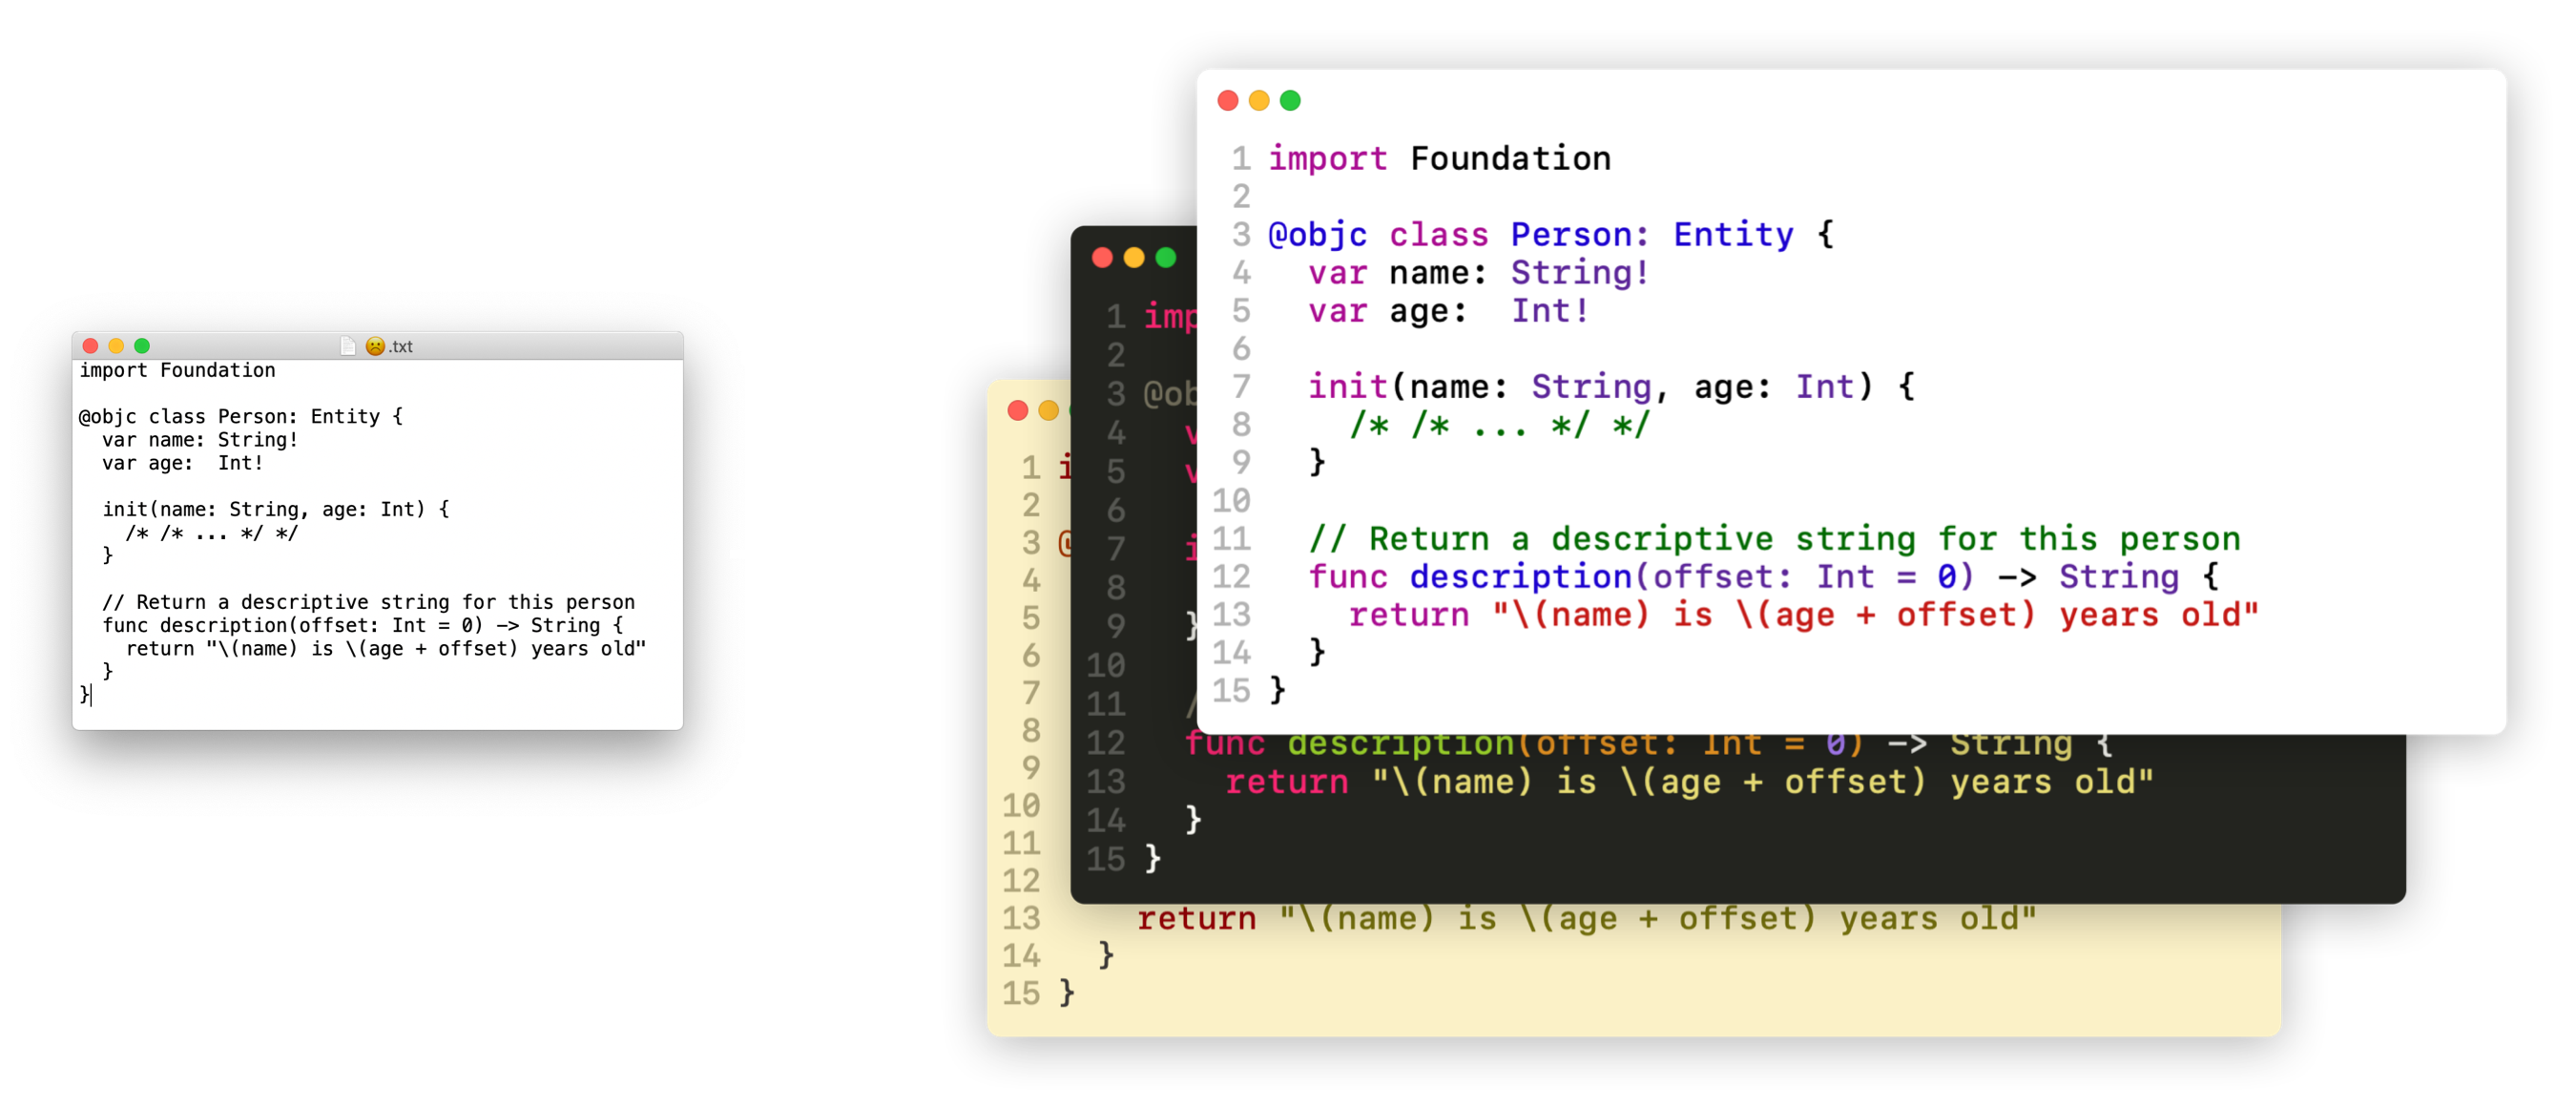 ☹️.txt
import Foundation

@objc class Person: Entity {
  var name: String!
  var age:  Int!

  init(name: String, age: Int) {
    /* /* ... */ */
  }

  // Return a descriptive string for this person
  func description(offset: Int = 0) -> String {
    return "\(name) is \(age + offset) years old"
  }
}
1 import Foundation
2
3 @objc class Person: Entity {
4   var name: String!
5   var age:  Int!
6
7   init(name: String, age: Int) {
8     /* /* ... */ */
9   }
10
11   // Return a descriptive string for this person
12   func description(offset: Int = 0) -> String {
13     return "\(name) is \(age + offset) years old"
14   }
15 }
1 imp
2
3 @ob
4   v
5   v
6
7   i
8
9   }
10
11   /
12   func description(offset: Int = 0) -> String {
13     return "\(name) is \(age + offset) years old"
14   }
15 }
1 i
2
3 @
4
5
6
7
8
9
10
11
12
13     return "\(name) is \(age + offset) years old"
14   }
15 }